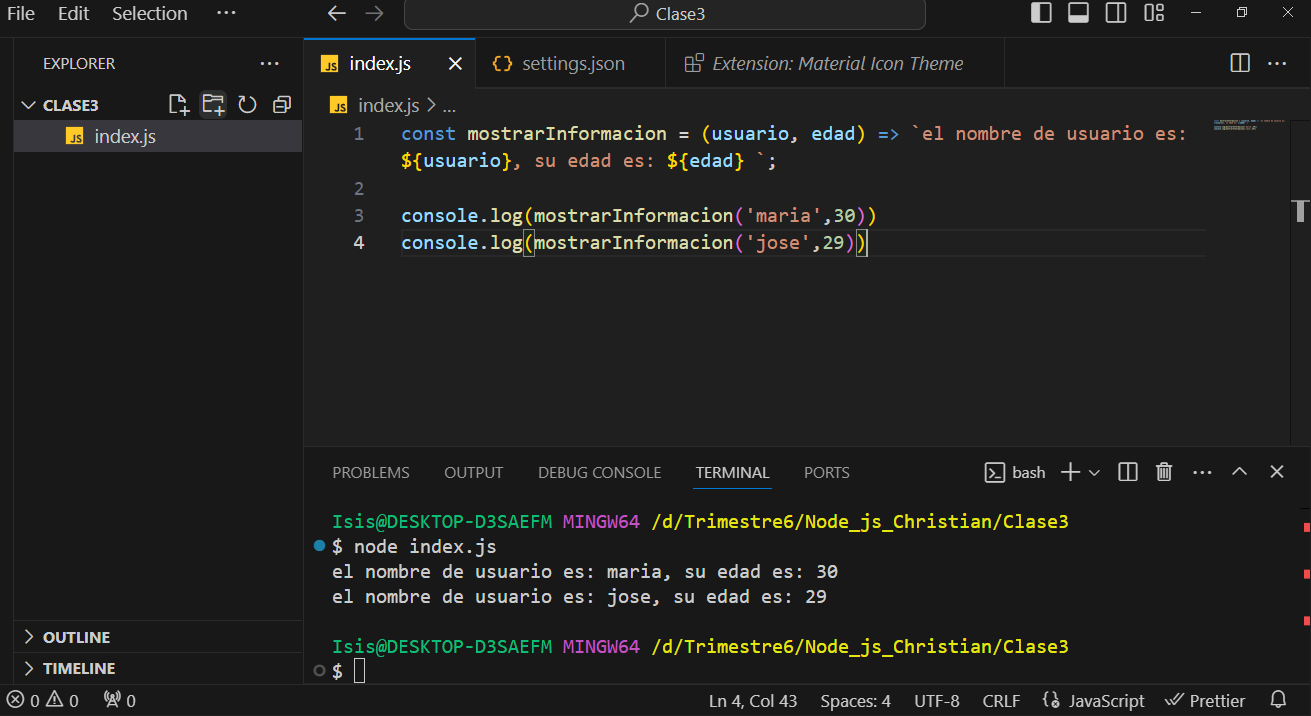 File Edit Selection ··· Clase3
EXPLORER ···
CLASE3
JS index.js
OUTLINE
TIMELINE
JS index.js {} settings.json Extension: Material Icon Theme ···
JS index.js > ...
1 const mostrarInformacion = (usuario, edad) => `el nombre de usuario es:
${usuario}, su edad es: ${edad} `;
2
3 console.log(mostrarInformacion('maria',30))
4 console.log(mostrarInformacion('jose',29))
PROBLEMS OUTPUT DEBUG CONSOLE TERMINAL PORTS bash ···
Isis@DESKTOP-D3SAEFM MINGW64 /d/Trimestre6/Node_js_Christian/Clase3
$ node index.js
el nombre de usuario es: maria, su edad es: 30
el nombre de usuario es: jose, su edad es: 29
Isis@DESKTOP-D3SAEFM MINGW64 /d/Trimestre6/Node_js_Christian/Clase3
$
0 0 0 Ln 4, Col 43 Spaces: 4 UTF-8 CRLF JavaScript Prettier